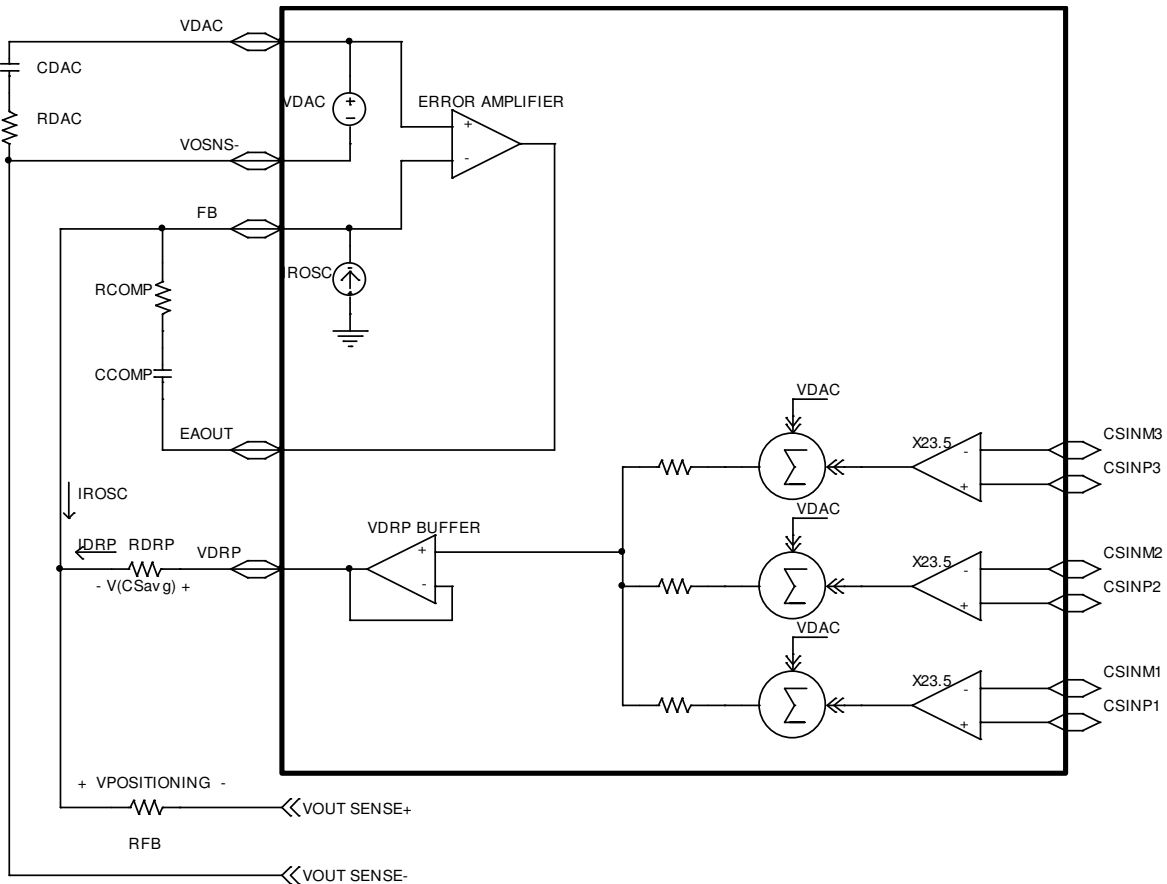 VDAC
CDAC
RDAC
VDAC
+
-
ERROR AMPLIFIER
+
-
VOSNS-
FB
IROSC
RCOMP
CCOMP
EAOUT
IROSC
IDRP
RDRP
VDRP
- V(CSavg) +
VDRP BUFFER
+
-
VDAC
Σ
X23.5
-
+
CSINM3
CSINP3
VDAC
Σ
X23.5
-
+
CSINM2
CSINP2
VDAC
Σ
X23.5
-
+
CSINM1
CSINP1
+ VPOSITIONING -
VOUT SENSE+
RFB
VOUT SENSE-